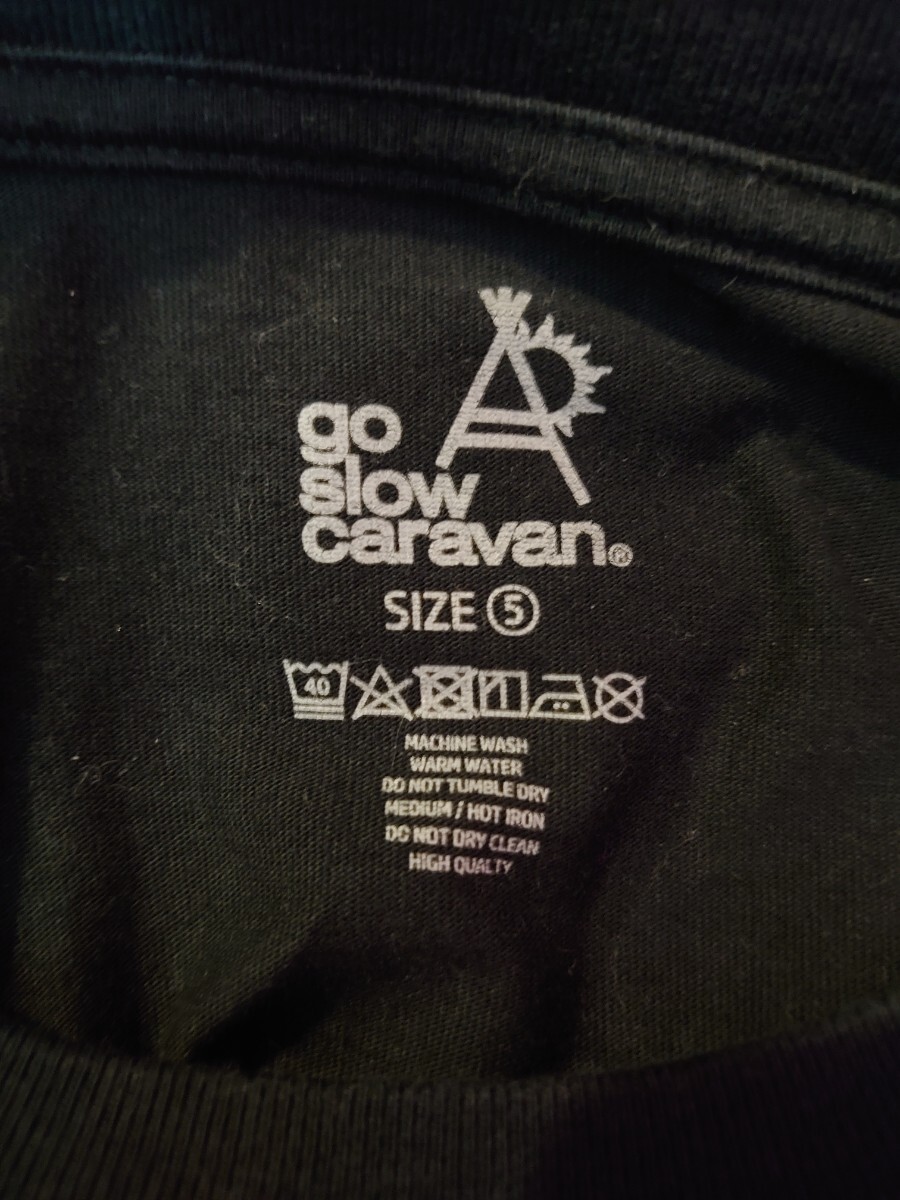 go
slow
caravan®
SIZE 5
40
MACHINE WASH
WARM WATER
DO NOT TUMBLE DRY
MEDIUM / HOT IRON
DO NOT DRY CLEAN
HIGH QUALTY